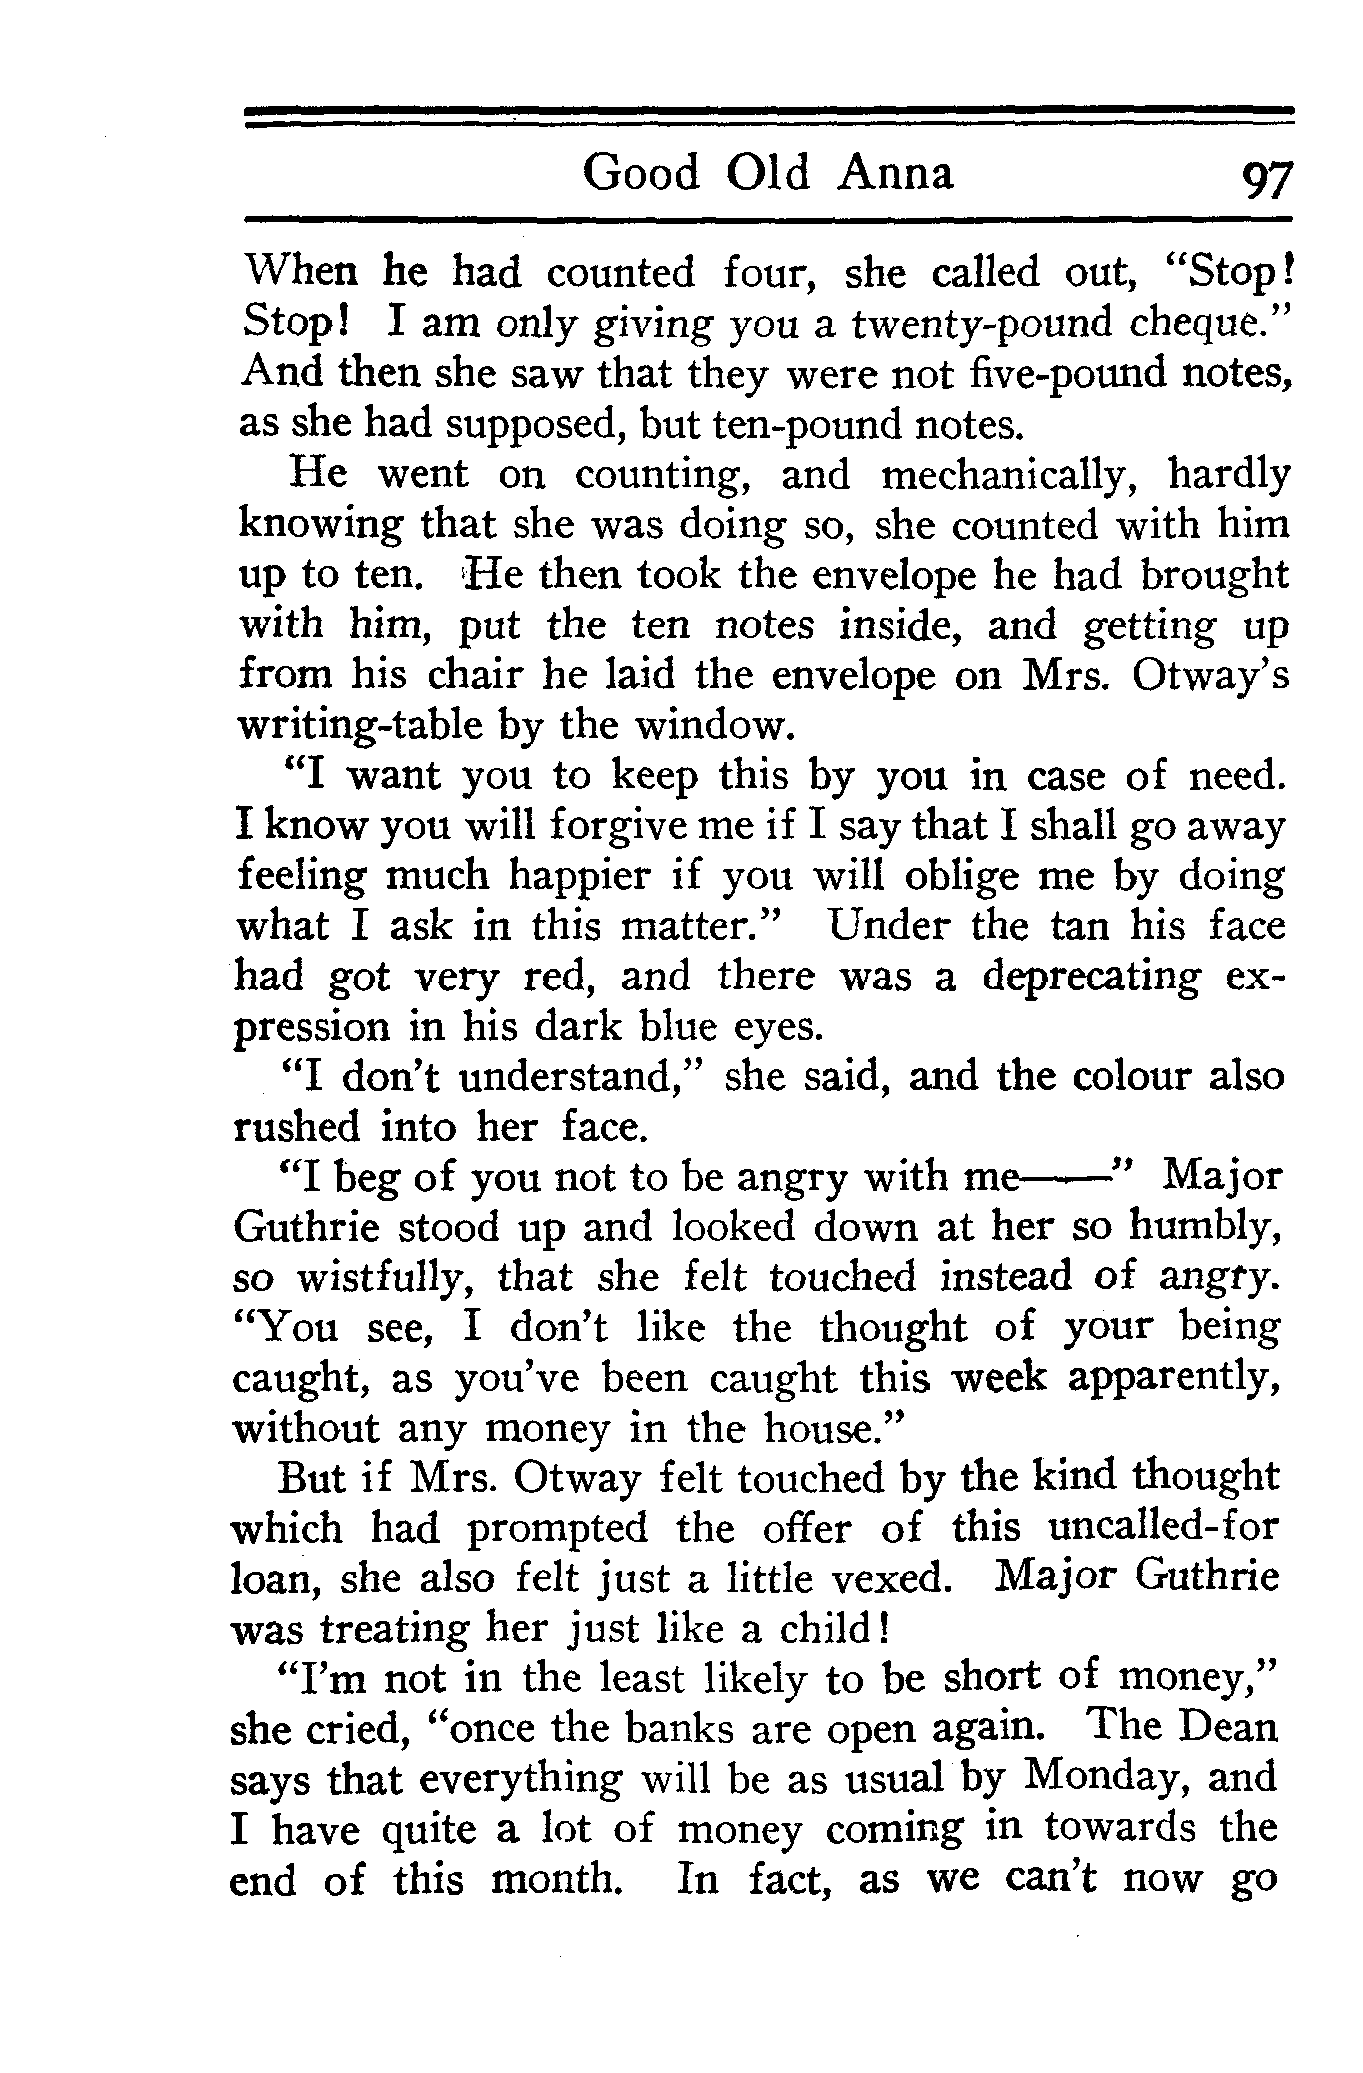 Good Old Anna 97
When he had counted four, she called out, “Stop!
Stop! I am only giving you a twenty-pound cheque.”
And then she saw that they were not five-pound notes,
as she had supposed, but ten-pound notes.
He went on counting, and mechanically, hardly
knowing that she was doing so, she counted with him
up to ten. He then took the envelope he had brought
with him, put the ten notes inside, and getting up
from his chair he laid the envelope on Mrs. Otway’s
writing-table by the window.
“I want you to keep this by you in case of need.
I know you will forgive me if I say that I shall go away
feeling much happier if you will oblige me by doing
what I ask in this matter.” Under the tan his face
had got very red, and there was a deprecating ex-
pression in his dark blue eyes.
“I don’t understand,” she said, and the colour also
rushed into her face.
“I beg of you not to be angry with me——” Major
Guthrie stood up and looked down at her so humbly,
so wistfully, that she felt touched instead of angry.
“You see, I don’t like the thought of your being
caught, as you’ve been caught this week apparently,
without any money in the house.”
But if Mrs. Otway felt touched by the kind thought
which had prompted the offer of this uncalled-for
loan, she also felt just a little vexed. Major Guthrie
was treating her just like a child!
“I’m not in the least likely to be short of money,”
she cried, “once the banks are open again. The Dean
says that everything will be as usual by Monday, and
I have quite a lot of money coming in towards the
end of this month. In fact, as we can’t now go